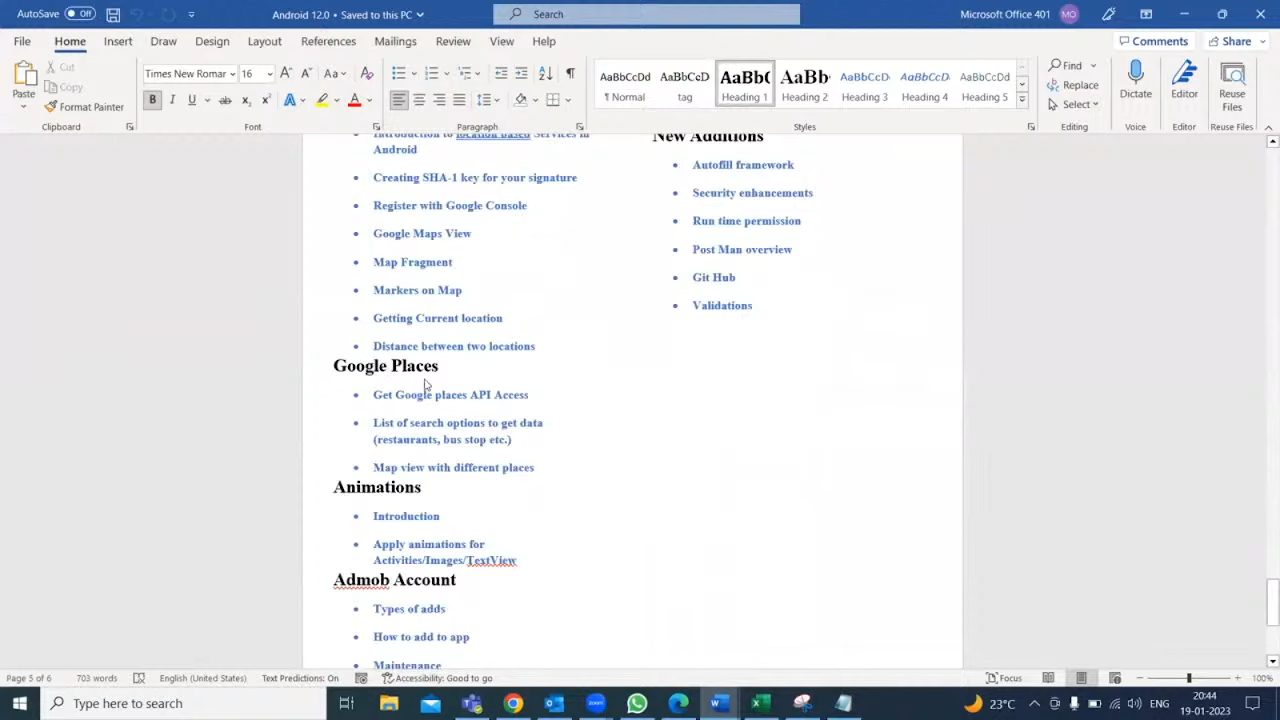 AutoSave
Off
Android 12.0 • Saved to this PC
Search
Microsoft Office 401
MO
File
Home
Insert
Draw
Design
Layout
References
Mailings
Review
View
Help
Comments
Share
Paste
Cut
Copy
Format Painter
Clipboard
Times New Romar
16
Font
Paragraph
AaBbCcDd
¶ Normal
AaBbCcD
tag
AaBbC
Heading 1
AaBb
Heading 2
AaBbCcD
Heading 3
AaBbCcD
Heading 4
AaBbCcDd
Heading 5
Styles
Find
Replace
Select
Editing
Dictate
Voice
Editor
Editor
Reuse
Files
Reuse Files
Introduction to location based Services in
Android
Creating SHA-1 key for your signature
Register with Google Console
Google Maps View
Map Fragment
Markers on Map
Getting Current location
Distance between two locations
Google Places
Get Google places API Access
List of search options to get data
(restaurants, bus stop etc.)
Map view with different places
Animations
Introduction
Apply animations for
Activities/Images/TextView
Admob Account
Types of adds
How to add to app
Maintenance
New Additions
Autofill framework
Security enhancements
Run time permission
Post Man overview
Git Hub
Validations
Page 5 of 6
703 words
English (United States)
Text Predictions: On
Accessibility: Good to go
Focus
100%
Type here to search
23°C
ENG
20:44
19-01-2023